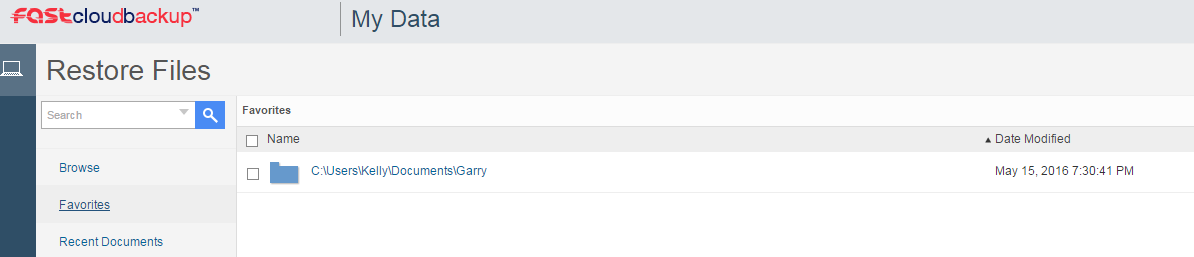 fastcloudbackup™
My Data
Restore Files
Search
Favorites
Name
Date Modified
Browse
C:\Users\Kelly\Documents\Garry
May 15, 2016 7:30:41 PM
Favorites
Recent Documents